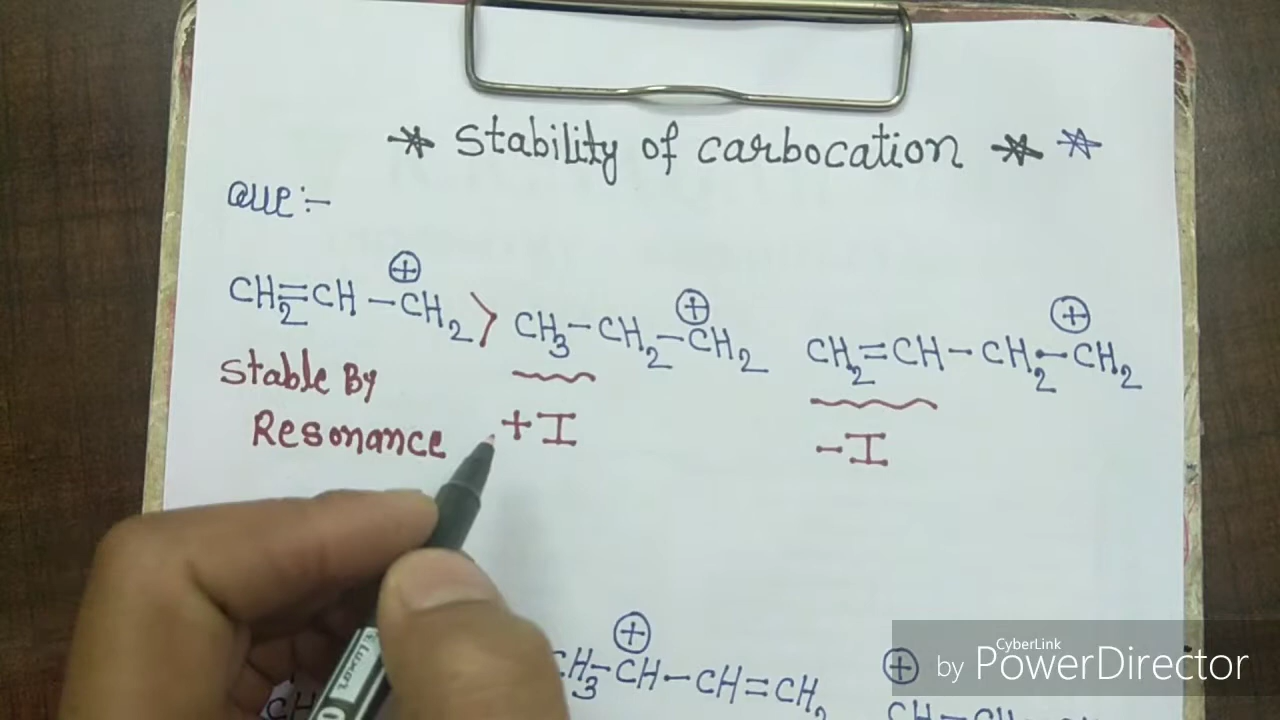 * Stability of carbocation * *
Que :-
CH₂=CH-CH₂ ⊕ > CH₃-CH₂-CH₂ ⊕ CH₂=CH-CH₂-CH₂ ⊕
Stable By +I -I
Resonance
CH₃-CH-CH=CH₂ ⊕ ⊕
CyberLink
by PowerDirector
Luxor